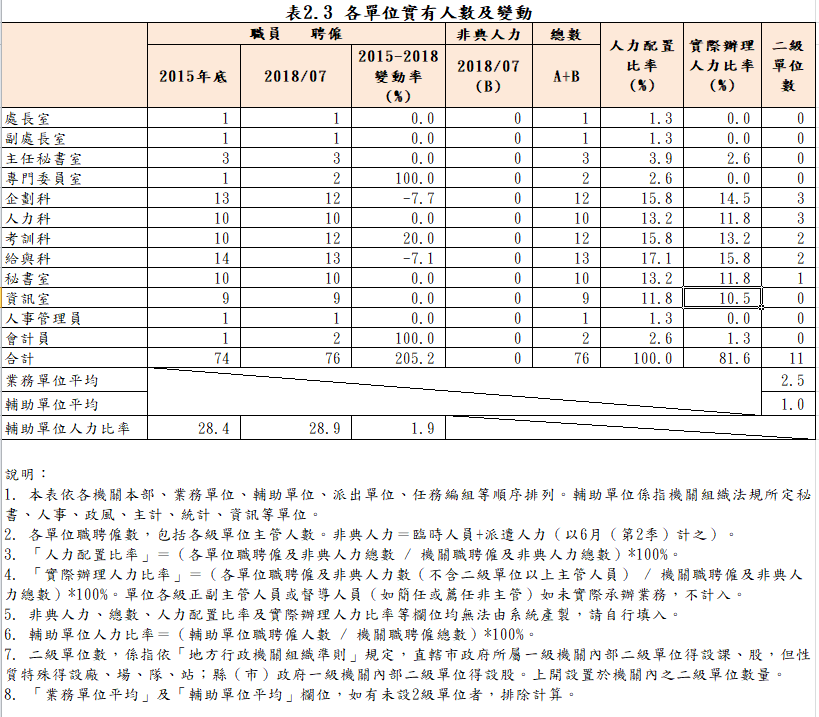 表2.3 各單位實有人數及變動
職員 聘僱 非典人力 總數 人力配置比率(%) 實際辦理人力比率(%) 二級單位數
2015年底 2018/07 2015-2018變動率(%) 2018/07(B) A+B
處長室 1 1 0.0 0 1 1.3 0.0 0
副處長室 1 1 0.0 0 1 1.3 0.0 0
主任秘書室 3 3 0.0 0 3 3.9 2.6 0
專門委員室 1 2 100.0 0 2 2.6 0.0 0
企劃科 13 12 -7.7 0 12 15.8 14.5 3
人力科 10 10 0.0 0 10 13.2 11.8 3
考訓科 10 12 20.0 0 12 15.8 13.2 2
給與科 14 13 -7.1 0 13 17.1 15.8 2
秘書室 10 10 0.0 0 10 13.2 11.8 1
資訊室 9 9 0.0 0 9 11.8 10.5 0
人事管理員 1 1 0.0 0 1 1.3 0.0 0
會計員 1 2 100.0 0 2 2.6 1.3 0
合計 74 76 205.2 0 76 100.0 81.6 11
業務單位平均 2.5
輔助單位平均 1.0
輔助單位人力比率 28.4 28.9 1.9
說明：
1. 本表依各機關本部、業務單位、輔助單位、派出單位、任務編組等順序排列。輔助單位係指機關組織法規所定秘
書、人事、政風、主計、統計、資訊等單位。
2. 各單位職聘僱數，包括各級單位主管人數。非典人力＝臨時人員+派遣人力（以6月（第2季）計之）。
3. 「人力配置比率」＝（各單位職聘僱及非典人力總數 / 機關職聘僱及非典人力總數）*100%。
4. 「實際辦理人力比率」＝（各單位職聘僱及非典人力數（不含二級單位以上主管人員） / 機關職聘僱及非典人
力總數）*100%。單位各級正副主管人員或督導人員（如簡任或薦任非主管）如未實際承辦業務，不計入。
5. 非典人力、總數、人力配置比率及實際辦理人力比率等欄位均無法由系統產製，請自行填入。
6. 輔助單位人力比率＝（輔助單位職聘僱人數 / 機關職聘僱總數）*100%。
7. 二級單位數，係指依「地方行政機關組織準則」規定，直轄市政府所屬一級機關內部二級單位得設課、股，但性
質特殊得設廠、場、隊、站；縣（市）政府一級機關內部二級單位得設股。上開設置於機關內之二級單位數量。
8. 「業務單位平均」及「輔助單位平均」欄位，如有未設2級單位者，排除計算。